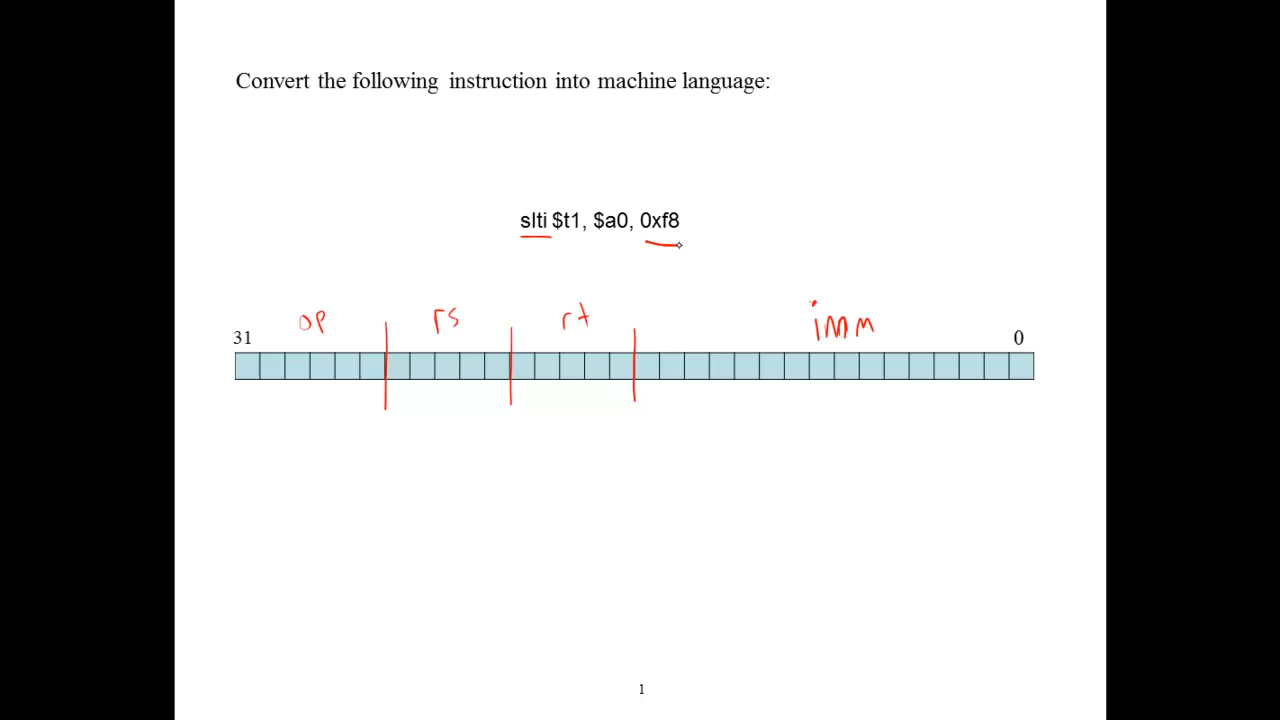 Convert the following instruction into machine language:
slti $t1, $a0, 0xf8
op rs rt imm
31 0
1